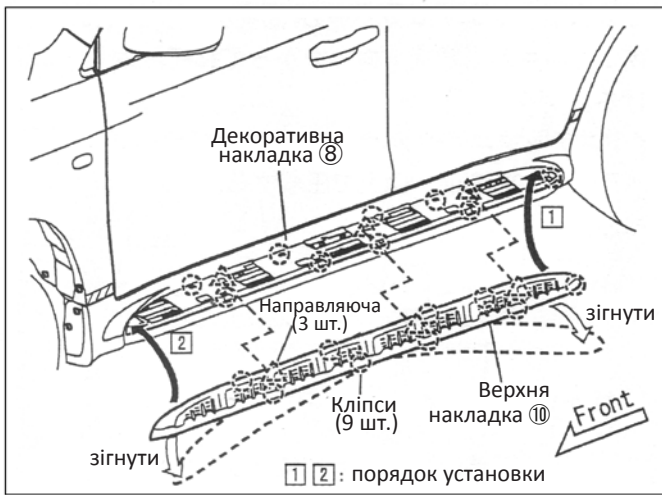 Декоративна
накладка ⑧
1
2
Направляюча
(3 шт.)
зігнути
Кліпси
(9 шт.)
Верхня
накладка ⑩
Front
зігнути
1 2 : порядок установки